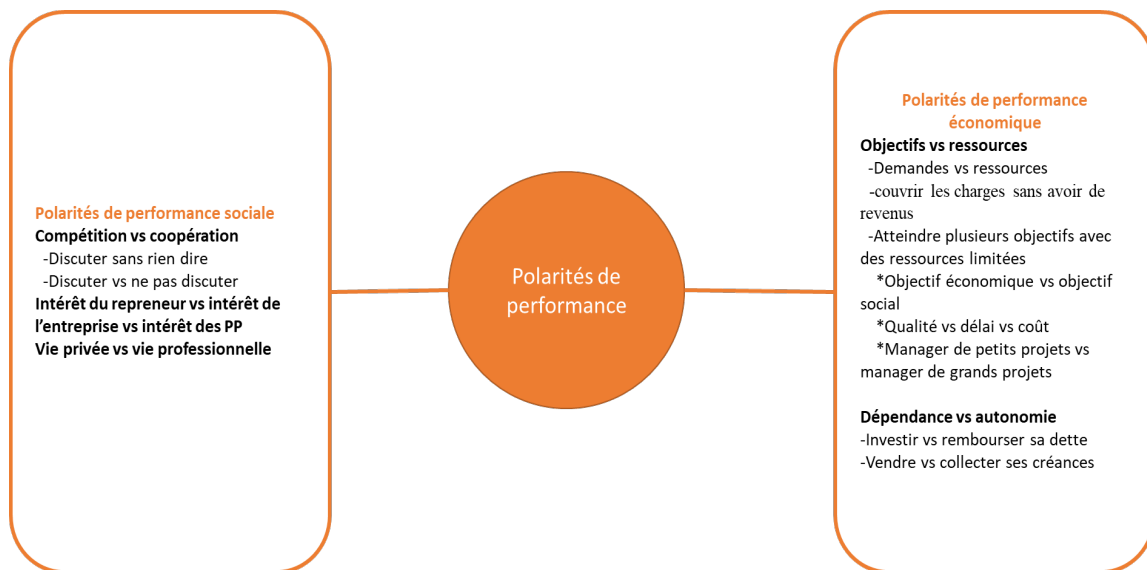 Polarités de performance sociale
Compétition vs coopération
-Discuter sans rien dire
-Discuter vs ne pas discuter
Intérêt du repreneur vs intérêt de
l'entreprise vs intérêt des PP
Vie privée vs vie professionnelle
Polarités de
performance
Polarités de performance
économique
Objectifs vs ressources
-Demandes vs ressources
-couvrir les charges sans avoir de
revenus
-Atteindre plusieurs objectifs avec
des ressources limitées
*Objectif économique vs objectif
social
*Qualité vs délai vs coût
*Manager de petits projets vs
manager de grands projets
Dépendance vs autonomie
-Investir vs rembourser sa dette
-Vendre vs collecter ses créances